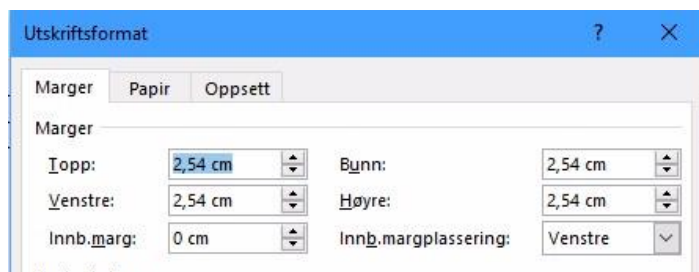 Utskriftsformat ? X
Marger Papir Oppsett
Marger
Topp: 2,54 cm Bunn: 2,54 cm
Venstre: 2,54 cm Høyre: 2,54 cm
Innb.marg: 0 cm Innb.margplassering: Venstre